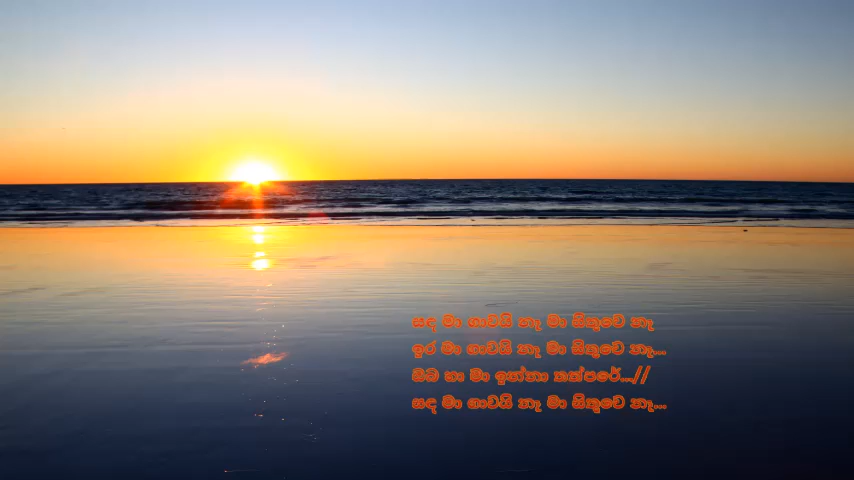 සඳ මා ගාවයි නෑ මා සිතුවේ නෑ
ඉර මා ගාවයි නෑ මා සිතුවේ නෑ...
ඔබ හා මා ඉන්නා තත්පරේ...//
සඳ මා ගාවයි නෑ මා සිතුවේ නෑ...